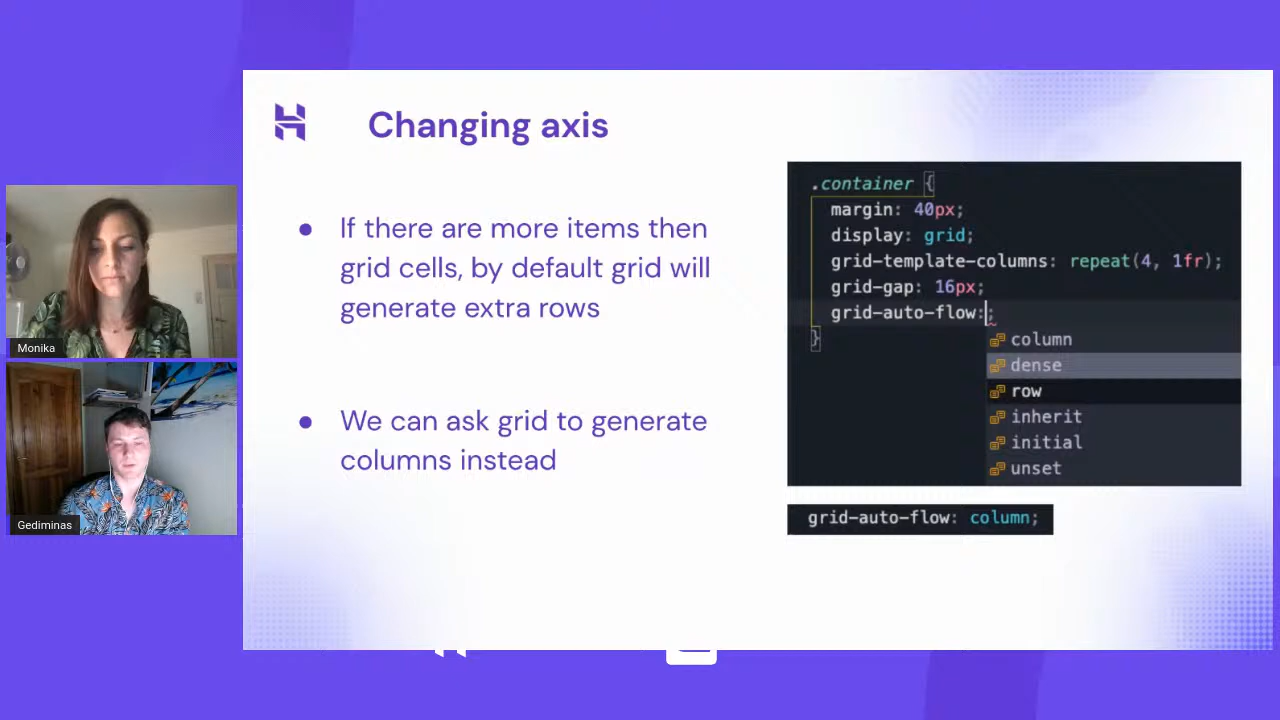 Changing axis
If there are more items then
grid cells, by default grid will
generate extra rows
We can ask grid to generate
columns instead
.container {
margin: 40px;
display: grid;
grid-template-columns: repeat(4, 1fr);
grid-gap: 16px;
grid-auto-flow:;
}
column
dense
row
inherit
initial
unset
grid-auto-flow: column;
Monika
Gediminas